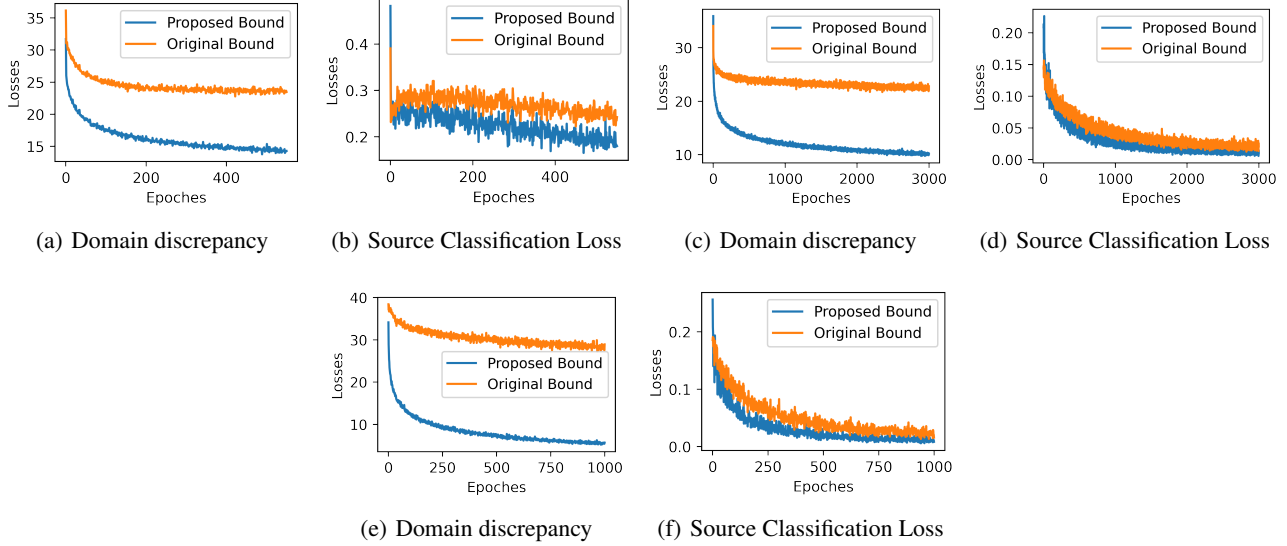 35
30
25
20
15
0
200
400
Losses
Epoches
Proposed Bound
Original Bound
(a) Domain discrepancy
0.4
0.3
0.2
0
200
400
Losses
Epoches
Proposed Bound
Original Bound
(b) Source Classification Loss
30
20
10
0
1000
2000
3000
Losses
Epoches
Proposed Bound
Original Bound
(c) Domain discrepancy
0.20
0.15
0.10
0.05
0.00
0
1000
2000
3000
Losses
Epoches
Proposed Bound
Original Bound
(d) Source Classification Loss
40
30
20
10
0
250
500
750
1000
Losses
Epoches
Proposed Bound
Original Bound
(e) Domain discrepancy
0.2
0.1
0.0
0
250
500
750
1000
Losses
Epoches
Proposed Bound
Original Bound
(f) Source Classification Loss